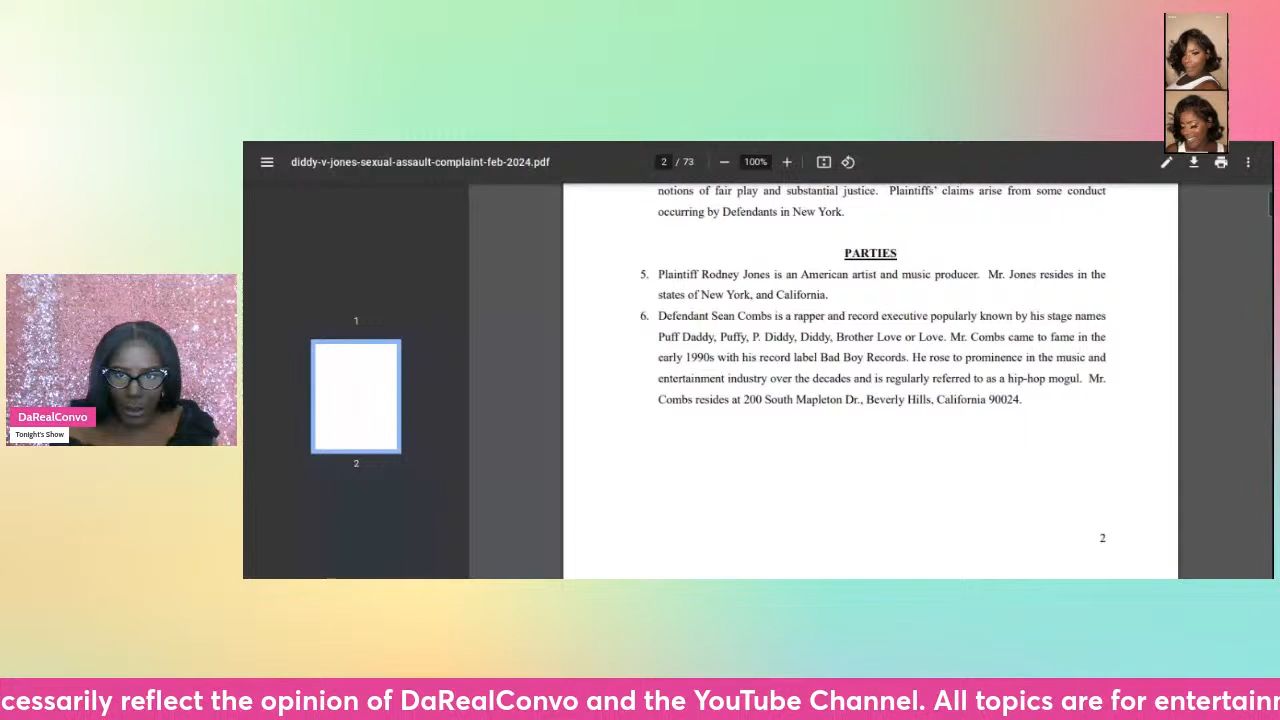 diddy-v-jones-sexual-assault-complaint-feb-2024.pdf
2 / 73
100%
notions of fair play and substantial justice. Plaintiffs' claims arise from some conduct
occurring by Defendants in New York.
PARTIES
5. Plaintiff Rodney Jones is an American artist and music producer. Mr. Jones resides in the
states of New York, and California.
6. Defendant Sean Combs is a rapper and record executive popularly known by his stage names
Puff Daddy, Puffy, P. Diddy, Diddy, Brother Love or Love. Mr. Combs came to fame in the
early 1990s with his record label Bad Boy Records. He rose to prominence in the music and
entertainment industry over the decades and is regularly referred to as a hip-hop mogul. Mr.
Combs resides at 200 South Mapleton Dr., Beverly Hills, California 90024.
2
1
2
DaRealConvo
Tonight's Show
cessarily reflect the opinion of DaRealConvo and the YouTube Channel. All topics are for entertain